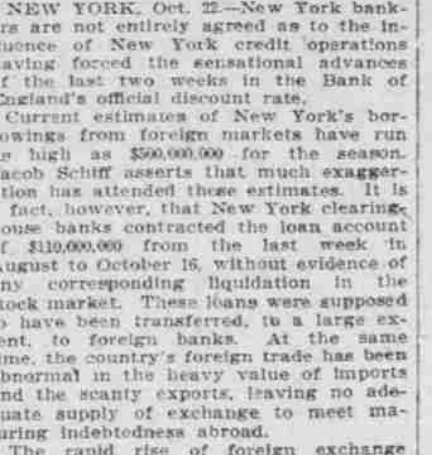 NEW YORK, Oct. 22.—New York bank-
rs are not entirely agreed as to the in-
uence of New York credit operations
aving forced the sensational advances
f the last two weeks in the Bank of
England's official discount rate.
Current estimates of New York's bor-
owings from foreign markets have run
s high as $500,000,000 for the season.
acob Schiff asserts that much exagger-
tion has attended these estimates. It is
fact, however, that New York clearing-
ouse banks contracted the loan account
f $110,000,000 from the last week in
August to October 16, without evidence of
ny corresponding liquidation in the
tock market. These loans were supposed
o have been transferred, to a large ex-
ent, to foreign banks. At the same
ime, the country's foreign trade has been
bnormal in the heavy value of imports
nd the scanty exports, leaving no ade-
uate supply of exchange to meet ma-
uring indebtedness abroad.
The rapid rise of foreign exchange